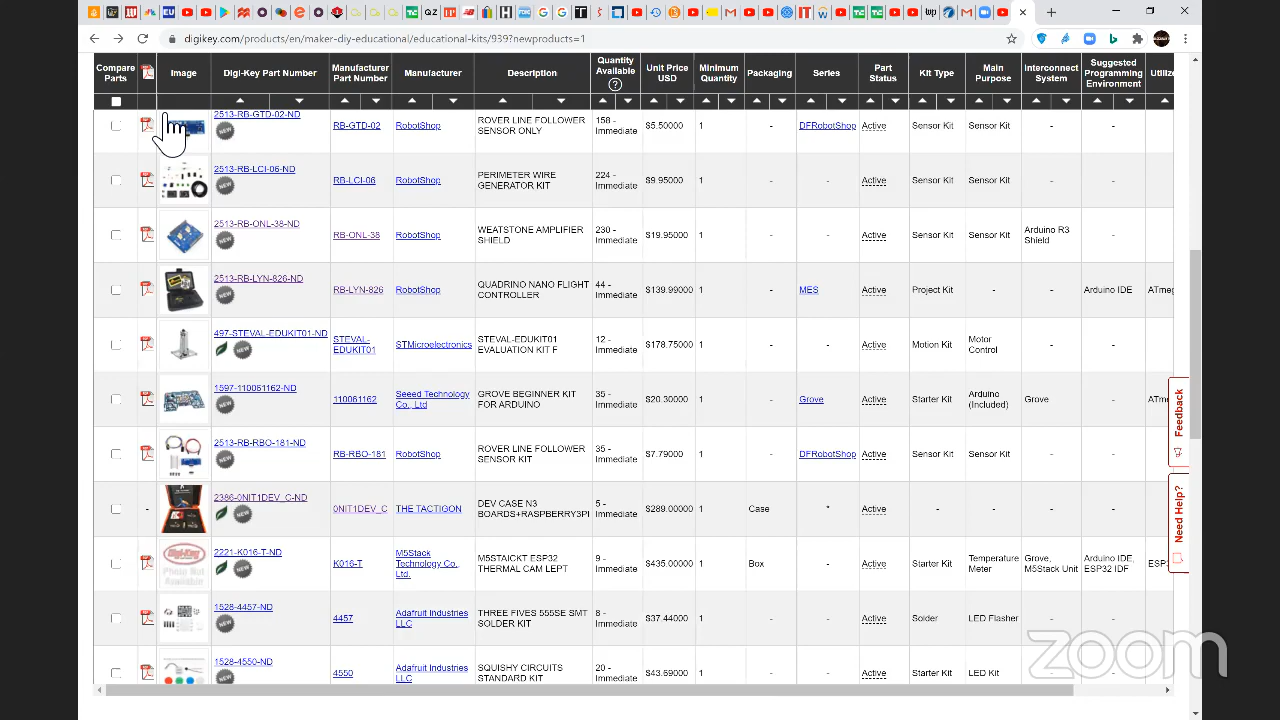 digikey.com/products/en/maker-diy-educational/educational-kits/939?newproducts=1
Compare Parts Image Digi-Key Part Number Manufacturer Part Number Manufacturer Description Quantity Available ? Unit Price USD Minimum Quantity Packaging Series Part Status Kit Type Main Purpose Interconnect System Suggested Programming Environment Utilize
2513-RB-GTD-02-ND NEW RB-GTD-02 RobotShop ROVER LINE FOLLOWER SENSOR ONLY 158 - Immediate $5.59000 1 - DFRobotShop Active Sensor Kit Sensor Kit - -
2513-RB-LCI-06-ND NEW RB-LCI-06 RobotShop PERIMETER WIRE GENERATOR KIT 224 - Immediate $9.95000 1 - - Active Sensor Kit Sensor Kit - -
2513-RB-ONL-38-ND NEW RB-ONL-38 RobotShop WEATSTONE AMPLIFIER SHIELD 230 - Immediate $19.95000 1 - - Active Sensor Kit Sensor Kit Arduino R3 Shield -
2513-RB-LYN-826-ND NEW RB-LYN-826 RobotShop QUADRINO NANO FLIGHT CONTROLLER 44 - Immediate $139.99000 1 - MES Active Project Kit - - Arduino IDE ATmeg
497-STEVAL-EDUKIT01-ND NEW STEVAL-EDUKIT01 STMicroelectronics STEVAL-EDUKIT01 EVALUATION KIT F 12 - Immediate $178.75000 1 - - Active Motion Kit Motor Control - -
1597-110061162-ND NEW 110061162 Seeed Technology Co., Ltd GROVE BEGINNER KIT FOR ARDUINO 35 - Immediate $20.30000 1 - Grove Active Starter Kit Arduino (Included) Grove -
2513-RB-RBO-181-ND NEW RB-RBO-181 RobotShop ROVER LINE FOLLOWER SENSOR KIT 35 - Immediate $7.79000 1 - DFRobotShop Active Sensor Kit Sensor Kit - -
2386-0NIT1DEV_C-ND NEW - 0NIT1DEV_C THE TACTIGON DEV CASE N3 BOARDS+RASPBERRY3PI 5 - Immediate $289.00000 1 Case * Active - - - - -
2221-K016-T-ND NEW K016-T M5Stack Technology Co., Ltd. M5STAICKT ESP32 THERMAL CAM LEPT 9 - Immediate $435.00000 1 Box - Active Starter Kit Temperature Meter Grove, M5Stack Unit Arduino IDE, ESP32 IDF
1528-4457-ND NEW 4457 Adafruit Industries LLC THREE FIVES 555SE SMT SOLDER KIT 8 - Immediate $37.44000 1 - - Active Solder LED Flasher - -
1528-4550-ND NEW 4550 Adafruit Industries LLC SQUISHY CIRCUITS STANDARD KIT 20 - Immediate $43.69000 1 - - Active Starter Kit LED Kit - -
Feedback
Need Help?
zoom